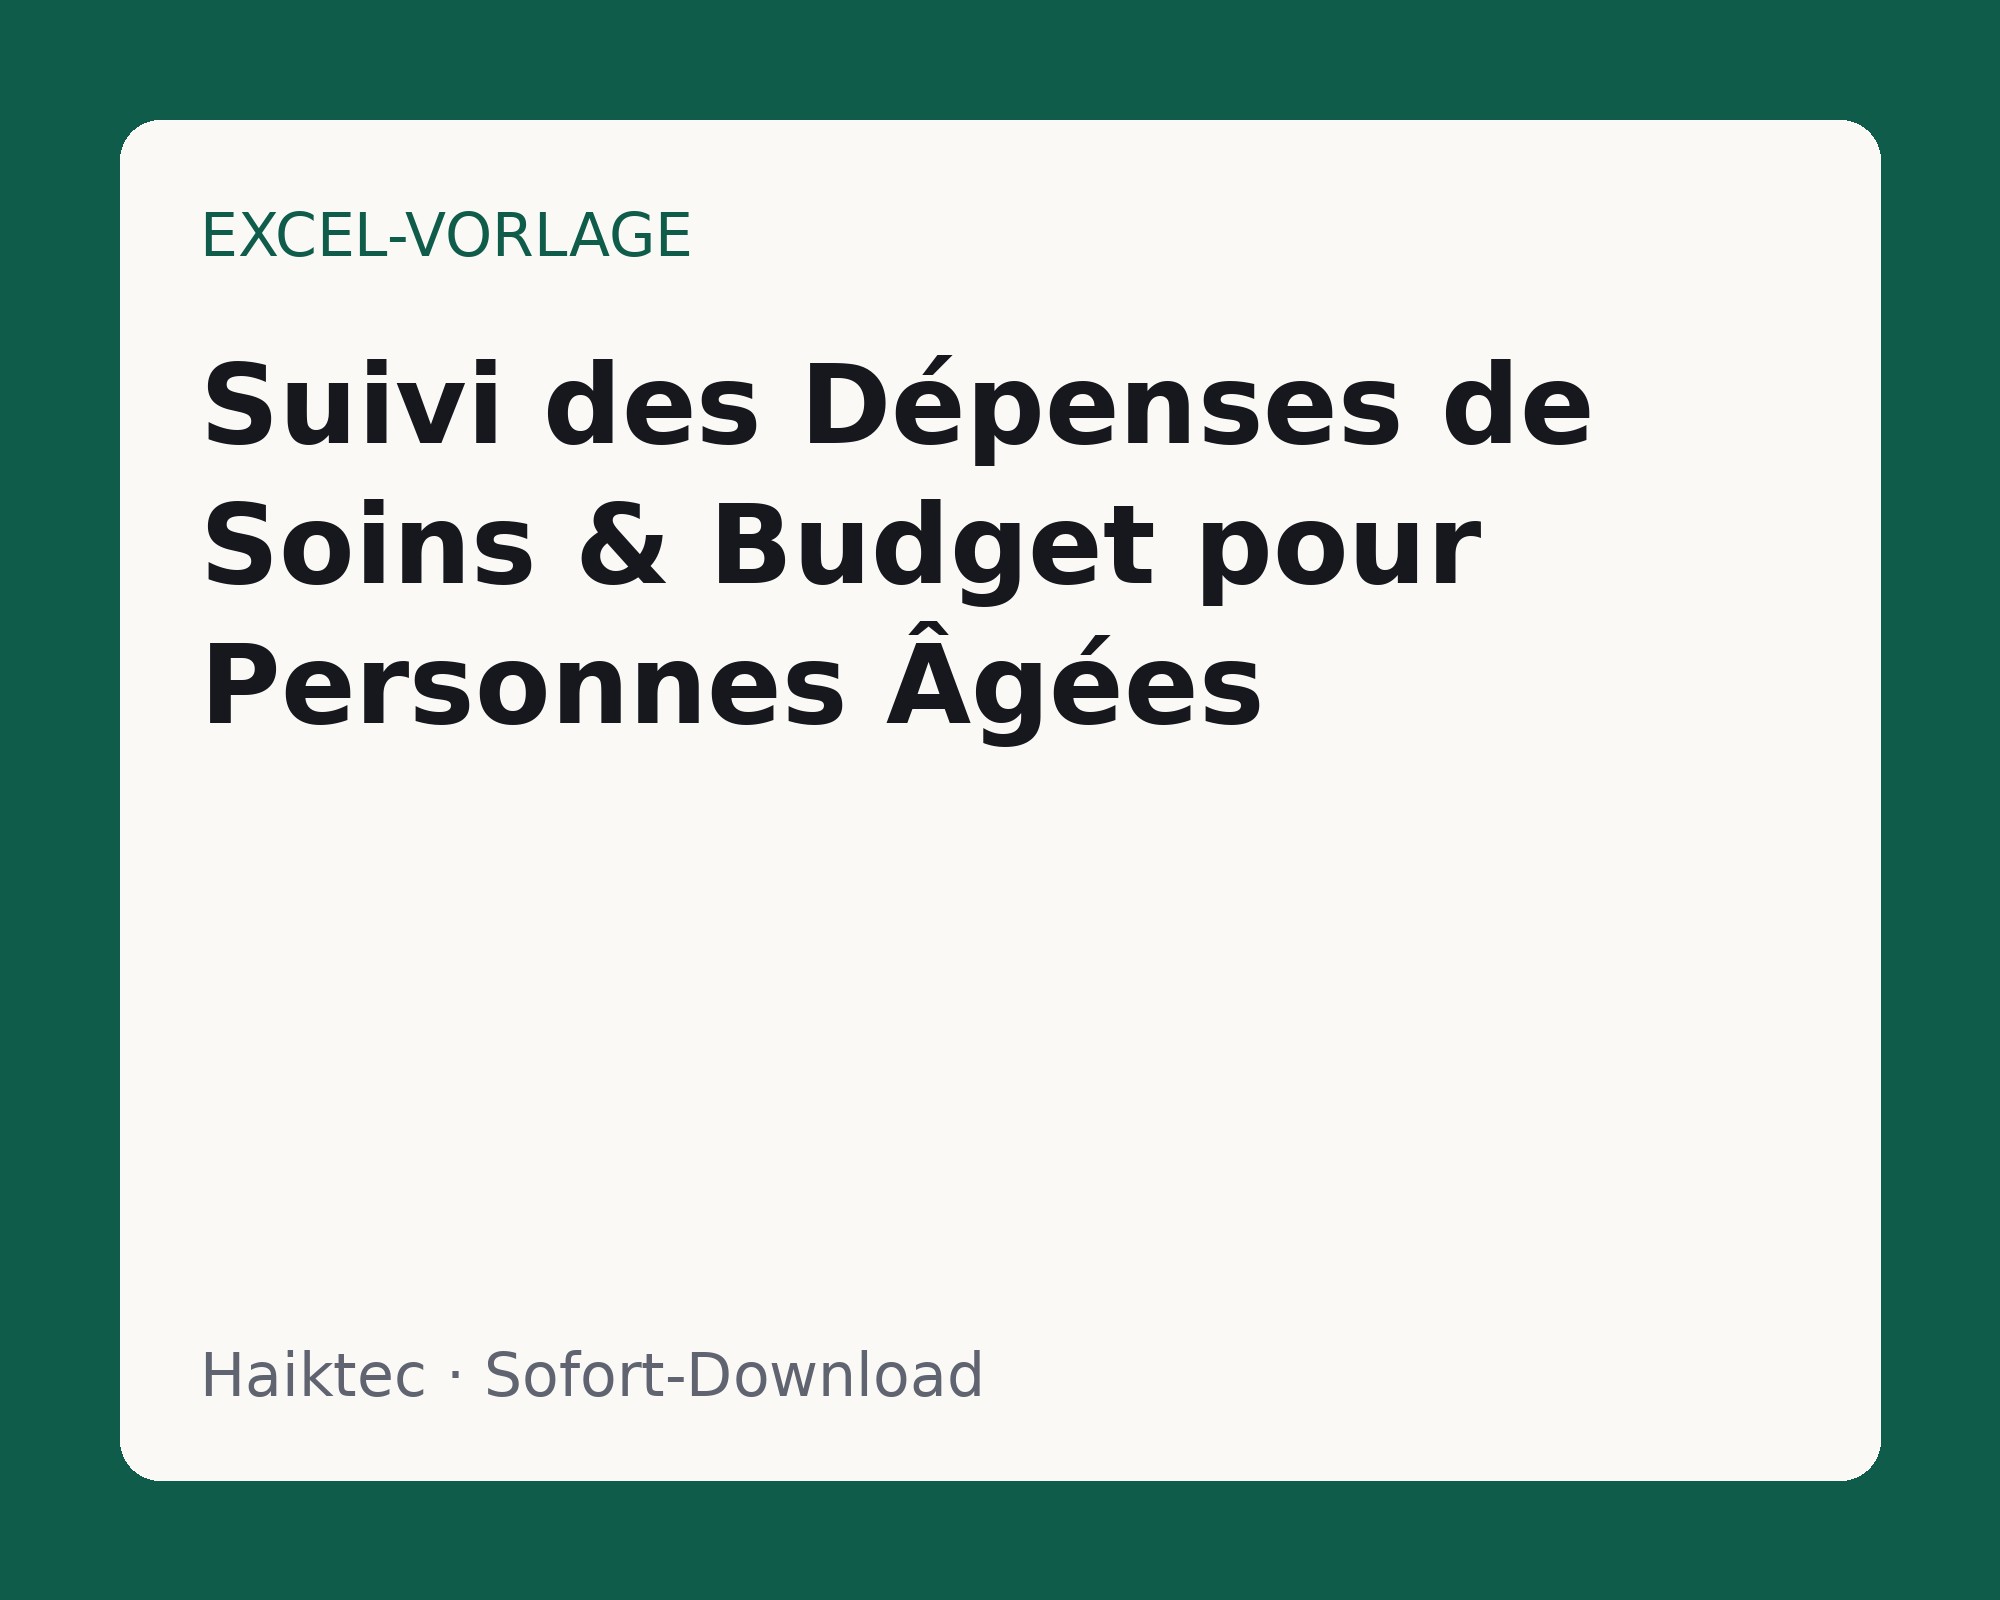 EXCEL-VORLAGE
Suivi des Dépenses de
Soins & Budget pour
Personnes Âgées
Haiktec · Sofort-Download